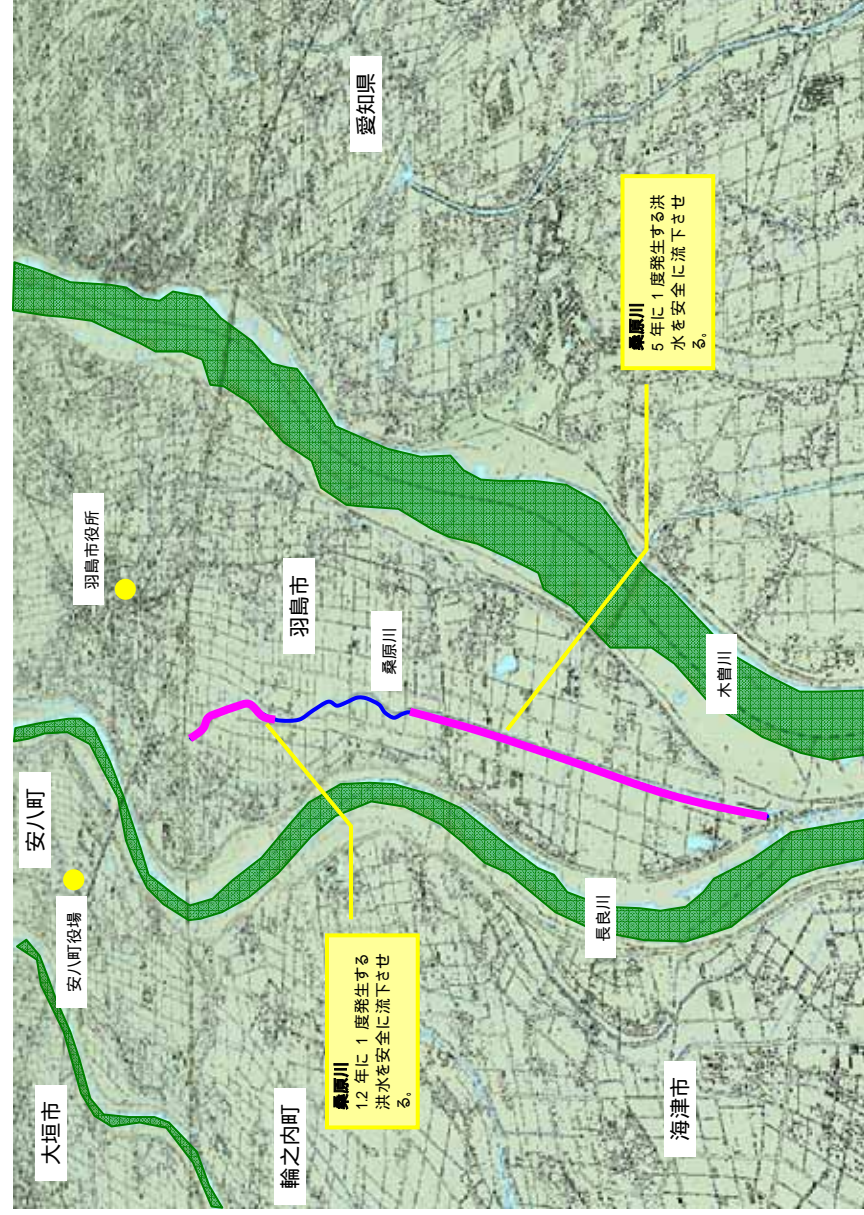 大垣市
安八町
安八町役場
羽島市役所
愛知県
輪之内町
羽島市
桑原川
桑原川
1.2 年に 1 度発生する
洪水を安全に流下させ
る。
桑原川
5 年に 1 度発生する洪
水を安全に流下させ
る。
長良川
木曽川
海津市